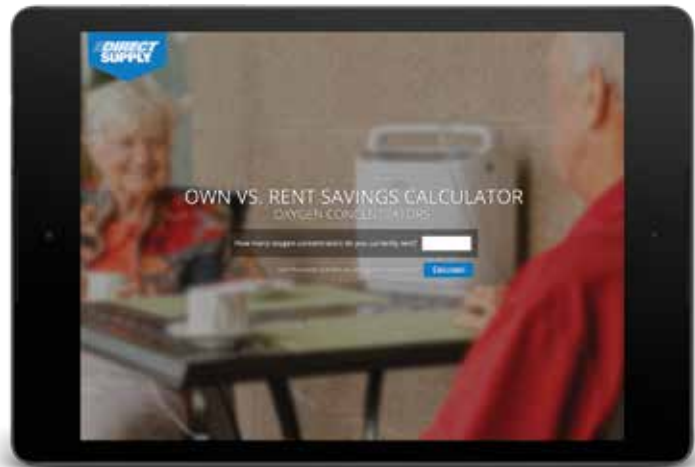 DIRECT
SUPPLY
OWN VS. RENT SAVINGS CALCULATOR
OXYGEN CONCENTRATORS
How many oxygen concentrators do you currently rent?
Calculate